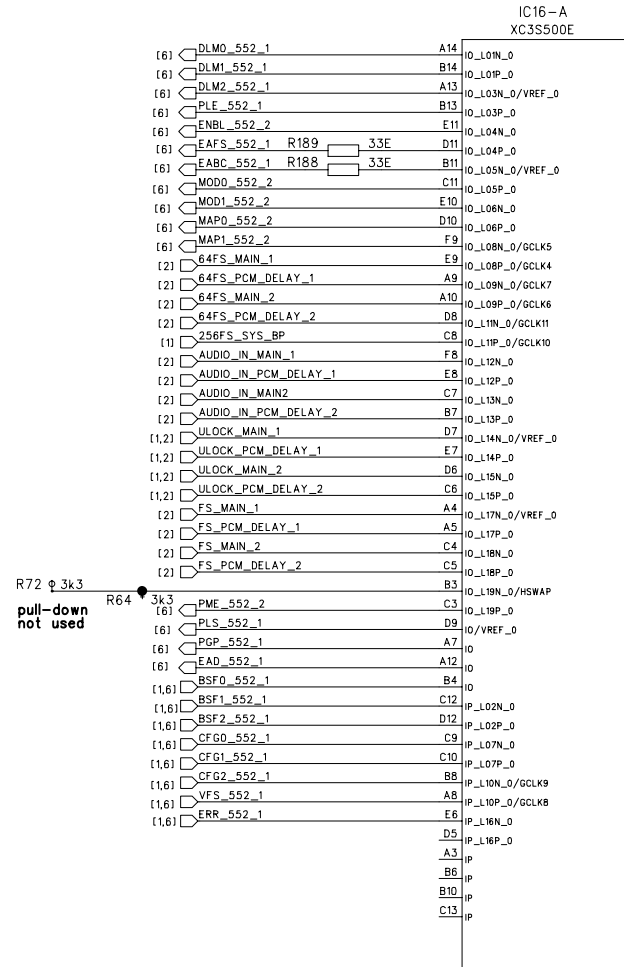 IC16-A
XC3S500E
[6] DLM0_552_1 A14 IO_L01N_0
[6] DLM1_552_1 B14 IO_L01P_0
[6] DLM2_552_1 A13 IO_L03N_0/VREF_0
[6] PLE_552_1 B13 IO_L03P_0
[6] ENBL_552_2 E11 IO_L04N_0
[6] EAFS_552_1 R189 33E D11 IO_L04P_0
[6] EABC_552_1 R188 33E B11 IO_L05N_0/VREF_0
[6] MOD0_552_2 C11 IO_L05P_0
[6] MOD1_552_2 E10 IO_L06N_0
[6] MAP0_552_2 D10 IO_L06P_0
[6] MAP1_552_2 F9 IO_L08N_0/GCLK5
[2] 64FS_MAIN_1 E9 IO_L08P_0/GCLK4
[2] 64FS_PCM_DELAY_1 A9 IO_L09N_0/GCLK7
[2] 64FS_MAIN_2 A10 IO_L09P_0/GCLK6
[2] 64FS_PCM_DELAY_2 D8 IO_L11N_0/GCLK11
[1] 256FS_SYS_BP C8 IO_L11P_0/GCLK10
[2] AUDIO_IN_MAIN_1 F8 IO_L12N_0
[2] AUDIO_IN_PCM_DELAY_1 E8 IO_L12P_0
[2] AUDIO_IN_MAIN2 C7 IO_L13N_0
[2] AUDIO_IN_PCM_DELAY_2 B7 IO_L13P_0
[1,2] ULOCK_MAIN_1 D7 IO_L14N_0/VREF_0
[1,2] ULOCK_PCM_DELAY_1 E7 IO_L14P_0
[1,2] ULOCK_MAIN_2 D6 IO_L15N_0
[1,2] ULOCK_PCM_DELAY_2 C6 IO_L15P_0
[2] FS_MAIN_1 A4 IO_L17N_0/VREF_0
[2] FS_PCM_DELAY_1 A5 IO_L17P_0
[2] FS_MAIN_2 C4 IO_L18N_0
[2] FS_PCM_DELAY_2 C5 IO_L18P_0
R72 3k3 R64 3k3 B3 IO_L19N_0/HSWAP
pull-down
not used
[6] PME_552_2 C3 IO_L19P_0
[6] PLS_552_1 D9 IO/VREF_0
[6] PGP_552_1 A7 IO
[6] EAD_552_1 A12 IO
[1,6] BSF0_552_1 B4 IO
[1,6] BSF1_552_1 C12 IP_L02N_0
[1,6] BSF2_552_1 D12 IP_L02P_0
[1,6] CFG0_552_1 C9 IP_L07N_0
[1,6] CFG1_552_1 C10 IP_L07P_0
[1,6] CFG2_552_1 B8 IP_L10N_0/GCLK9
[1,6] VFS_552_1 A8 IP_L10P_0/GCLK8
[1,6] ERR_552_1 E6 IP_L16N_0
D5 IP_L16P_0
A3 IP
B6 IP
B10 IP
C13 IP